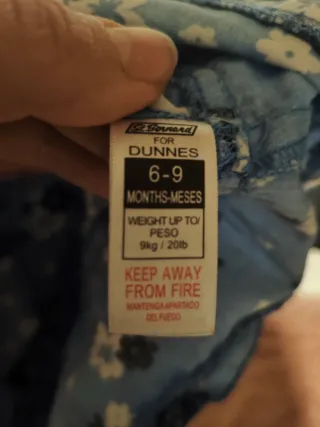 St Bernard
FOR
DUNNES
6-9
MONTHS-MESES
WEIGHT UP TO/
PESO
9kg / 20lb
KEEP AWAY
FROM FIRE
MANTENGA APARTADO
DEL FUEGO